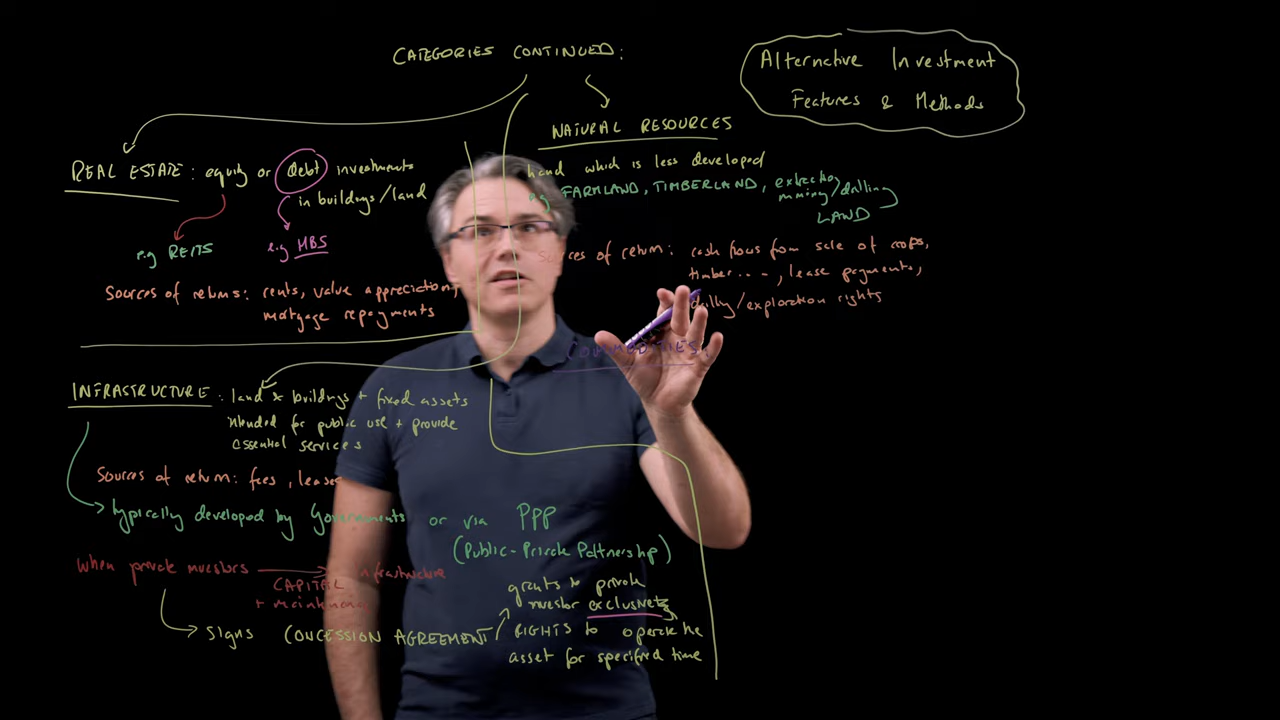 CATEGORIES CONTINUED:
Alternative Investment
Features & Methods
REAL ESTATE: equity or debt investments
in buildings/land
e.g REITS
e.g MBS
Sources of returns: rents, value appreciation,
mortgage repayments
NATURAL RESOURCES
land which is less developed
eg FARMLAND, TIMBERLAND, extraction
mining/drilling
LAND
Sources of return: cash flows from sale of crops,
timber ..., lease payments,
drilling/exploration rights
COMMODITIES:
INFRASTRUCTURE: land & buildings + fixed assets
intended for public use + provide
essential services
Sources of return: fees, leases
typically developed by Governments or via PPP
(Public-Private Partnership)
When private investors
CAPITAL
+ maintaining
infrastructure
signs CONCESSION AGREEMENT
grants to private
investor exclusive
RIGHTS to operate the
asset for specified time